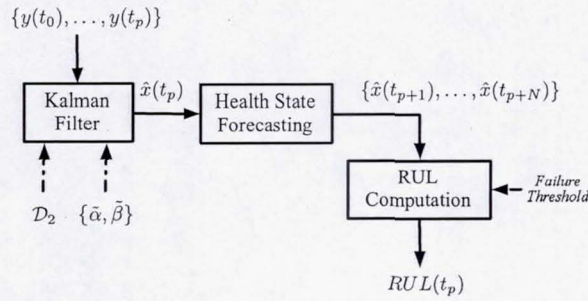 {y(t₀), . . . , y(tₚ)}
Kalman
Filter
x̂(tₚ)
Health State
Forecasting
{x̂(tₚ₊₁), . . . , x̂(tₚ₊N)}
RUL
Computation
Failure
Threshold
𝒟₂ {α̃, β̃}
RUL(tₚ)